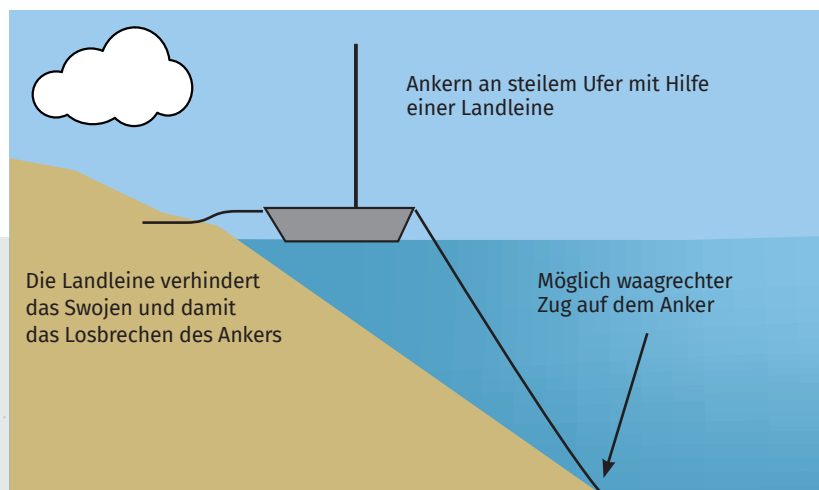 Ankern an steilem Ufer mit Hilfe
einer Landleine
Die Landleine verhindert
das Swojen und damit
das Losbrechen des Ankers
Möglich waagrechter
Zug auf dem Anker